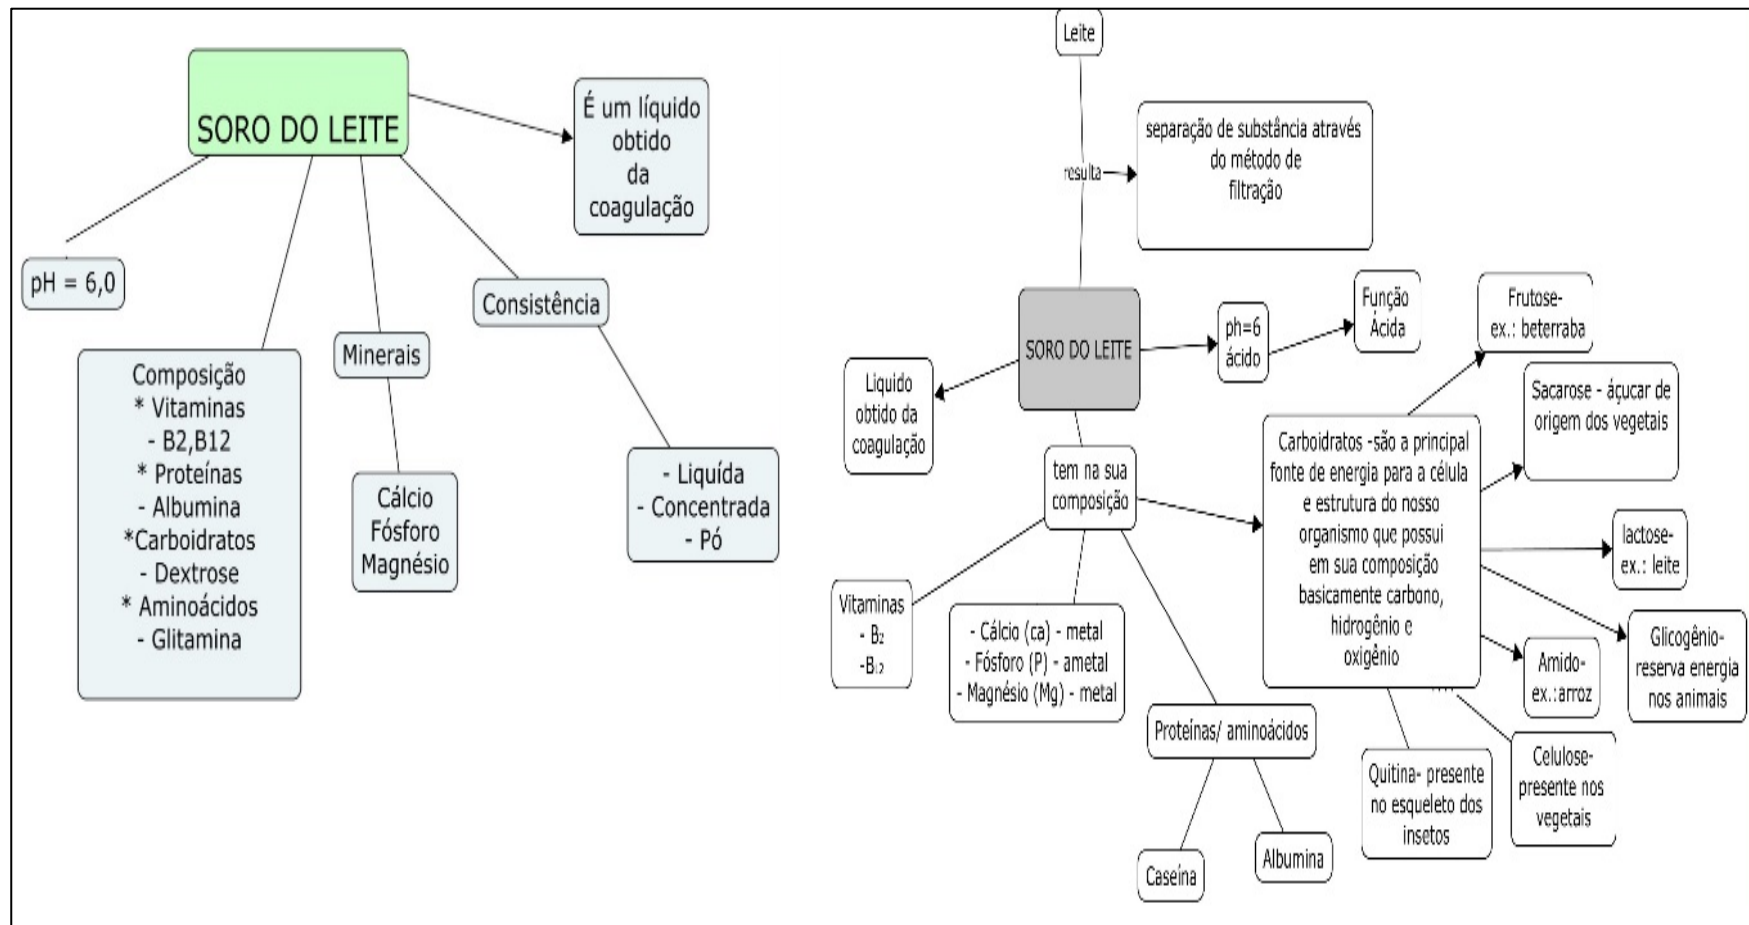 SORO DO LEITE
É um líquido
obtido
da
coagulação
pH = 6,0
Consistência
Minerais
Composição
* Vitaminas
- B2,B12
* Proteínas
- Albumina
*Carboidratos
- Dextrose
* Aminoácidos
- Glitamina
Cálcio
Fósforo
Magnésio
- Liquída
- Concentrada
- Pó
Leite
resulta
separação de substância através
do método de
filtração
SORO DO LEITE
ph=6
ácido
Função
Ácida
Liquido
obtido da
coagulação
tem na sua
composição
Vitaminas
- B₂
-B₁₂
- Cálcio (ca) - metal
- Fósforo (P) - ametal
- Magnésio (Mg) - metal
Proteínas/ aminoácidos
Caseína
Albumina
Carboidratos -são a principal
fonte de energia para a célula
e estrutura do nosso
organismo que possui
em sua composição
basicamente carbono,
hidrogênio e
oxigênio
Frutose-
ex.: beterraba
Sacarose - áçucar de
origem dos vegetais
lactose-
ex.: leite
Glicogênio-
reserva energia
nos animais
Amido-
ex.:arroz
Celulose-
presente nos
vegetais
Quitina- presente
no esqueleto dos
insetos